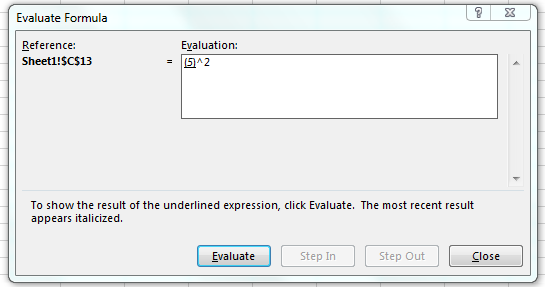 Evaluate Formula
Reference: Evaluation:
Sheet1!$C$13 = (5)^2
To show the result of the underlined expression, click Evaluate. The most recent result
appears italicized.
Evaluate Step In Step Out Close